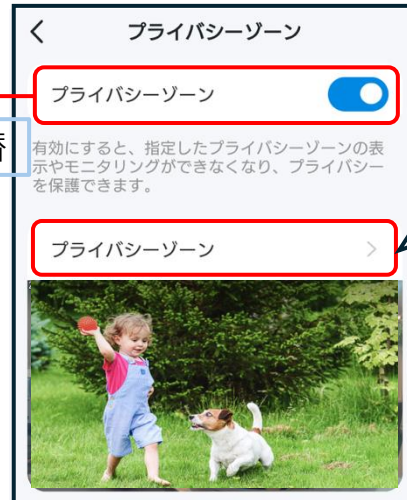 プライバシーゾーン
プライバシーゾーン
替
有効にすると、指定したプライバシーゾーンの表
示やモニタリングができなくなり、プライバシー
を保護できます。
プライバシーゾーン